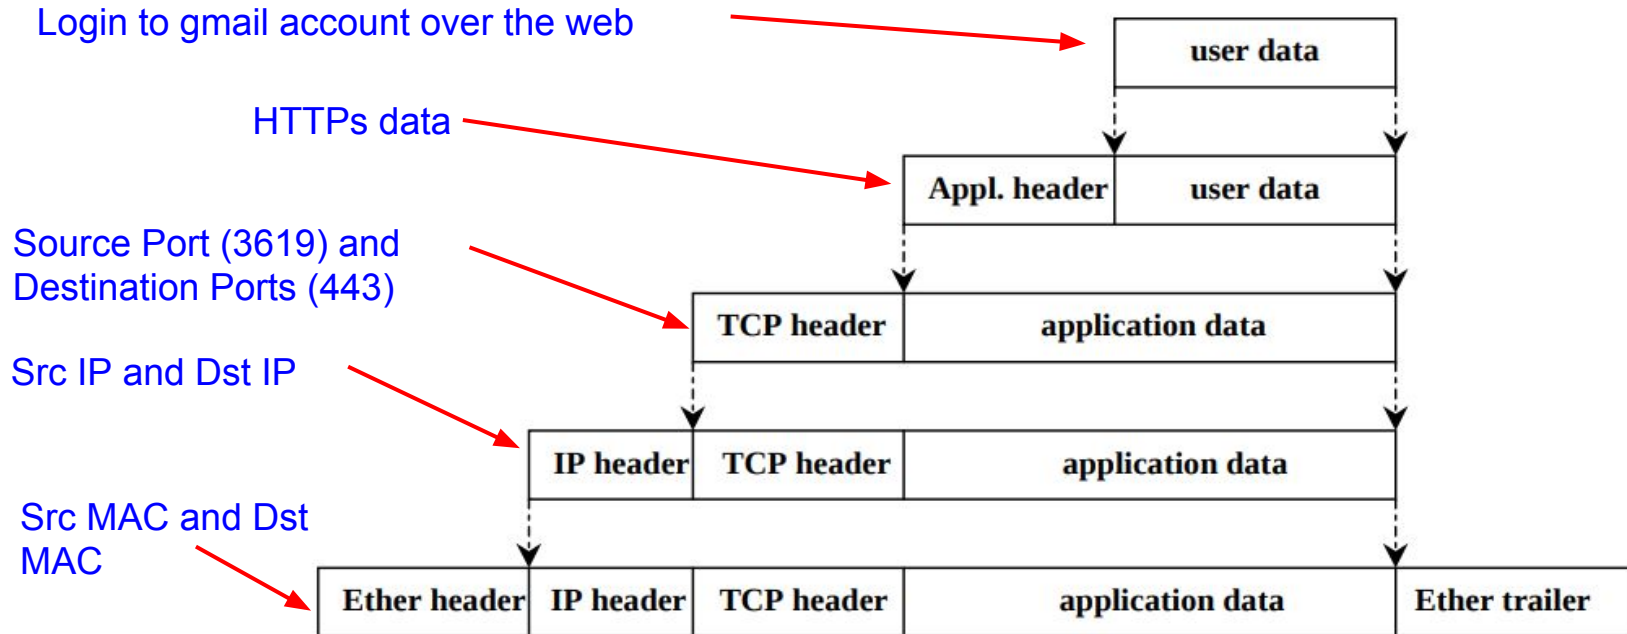 Login to gmail account over the web
user data
HTTPs data
Appl. header
user data
Source Port (3619) and
Destination Ports (443)
TCP header
application data
Src IP and Dst IP
IP header
TCP header
application data
Src MAC and Dst
MAC
Ether header
IP header
TCP header
application data
Ether trailer